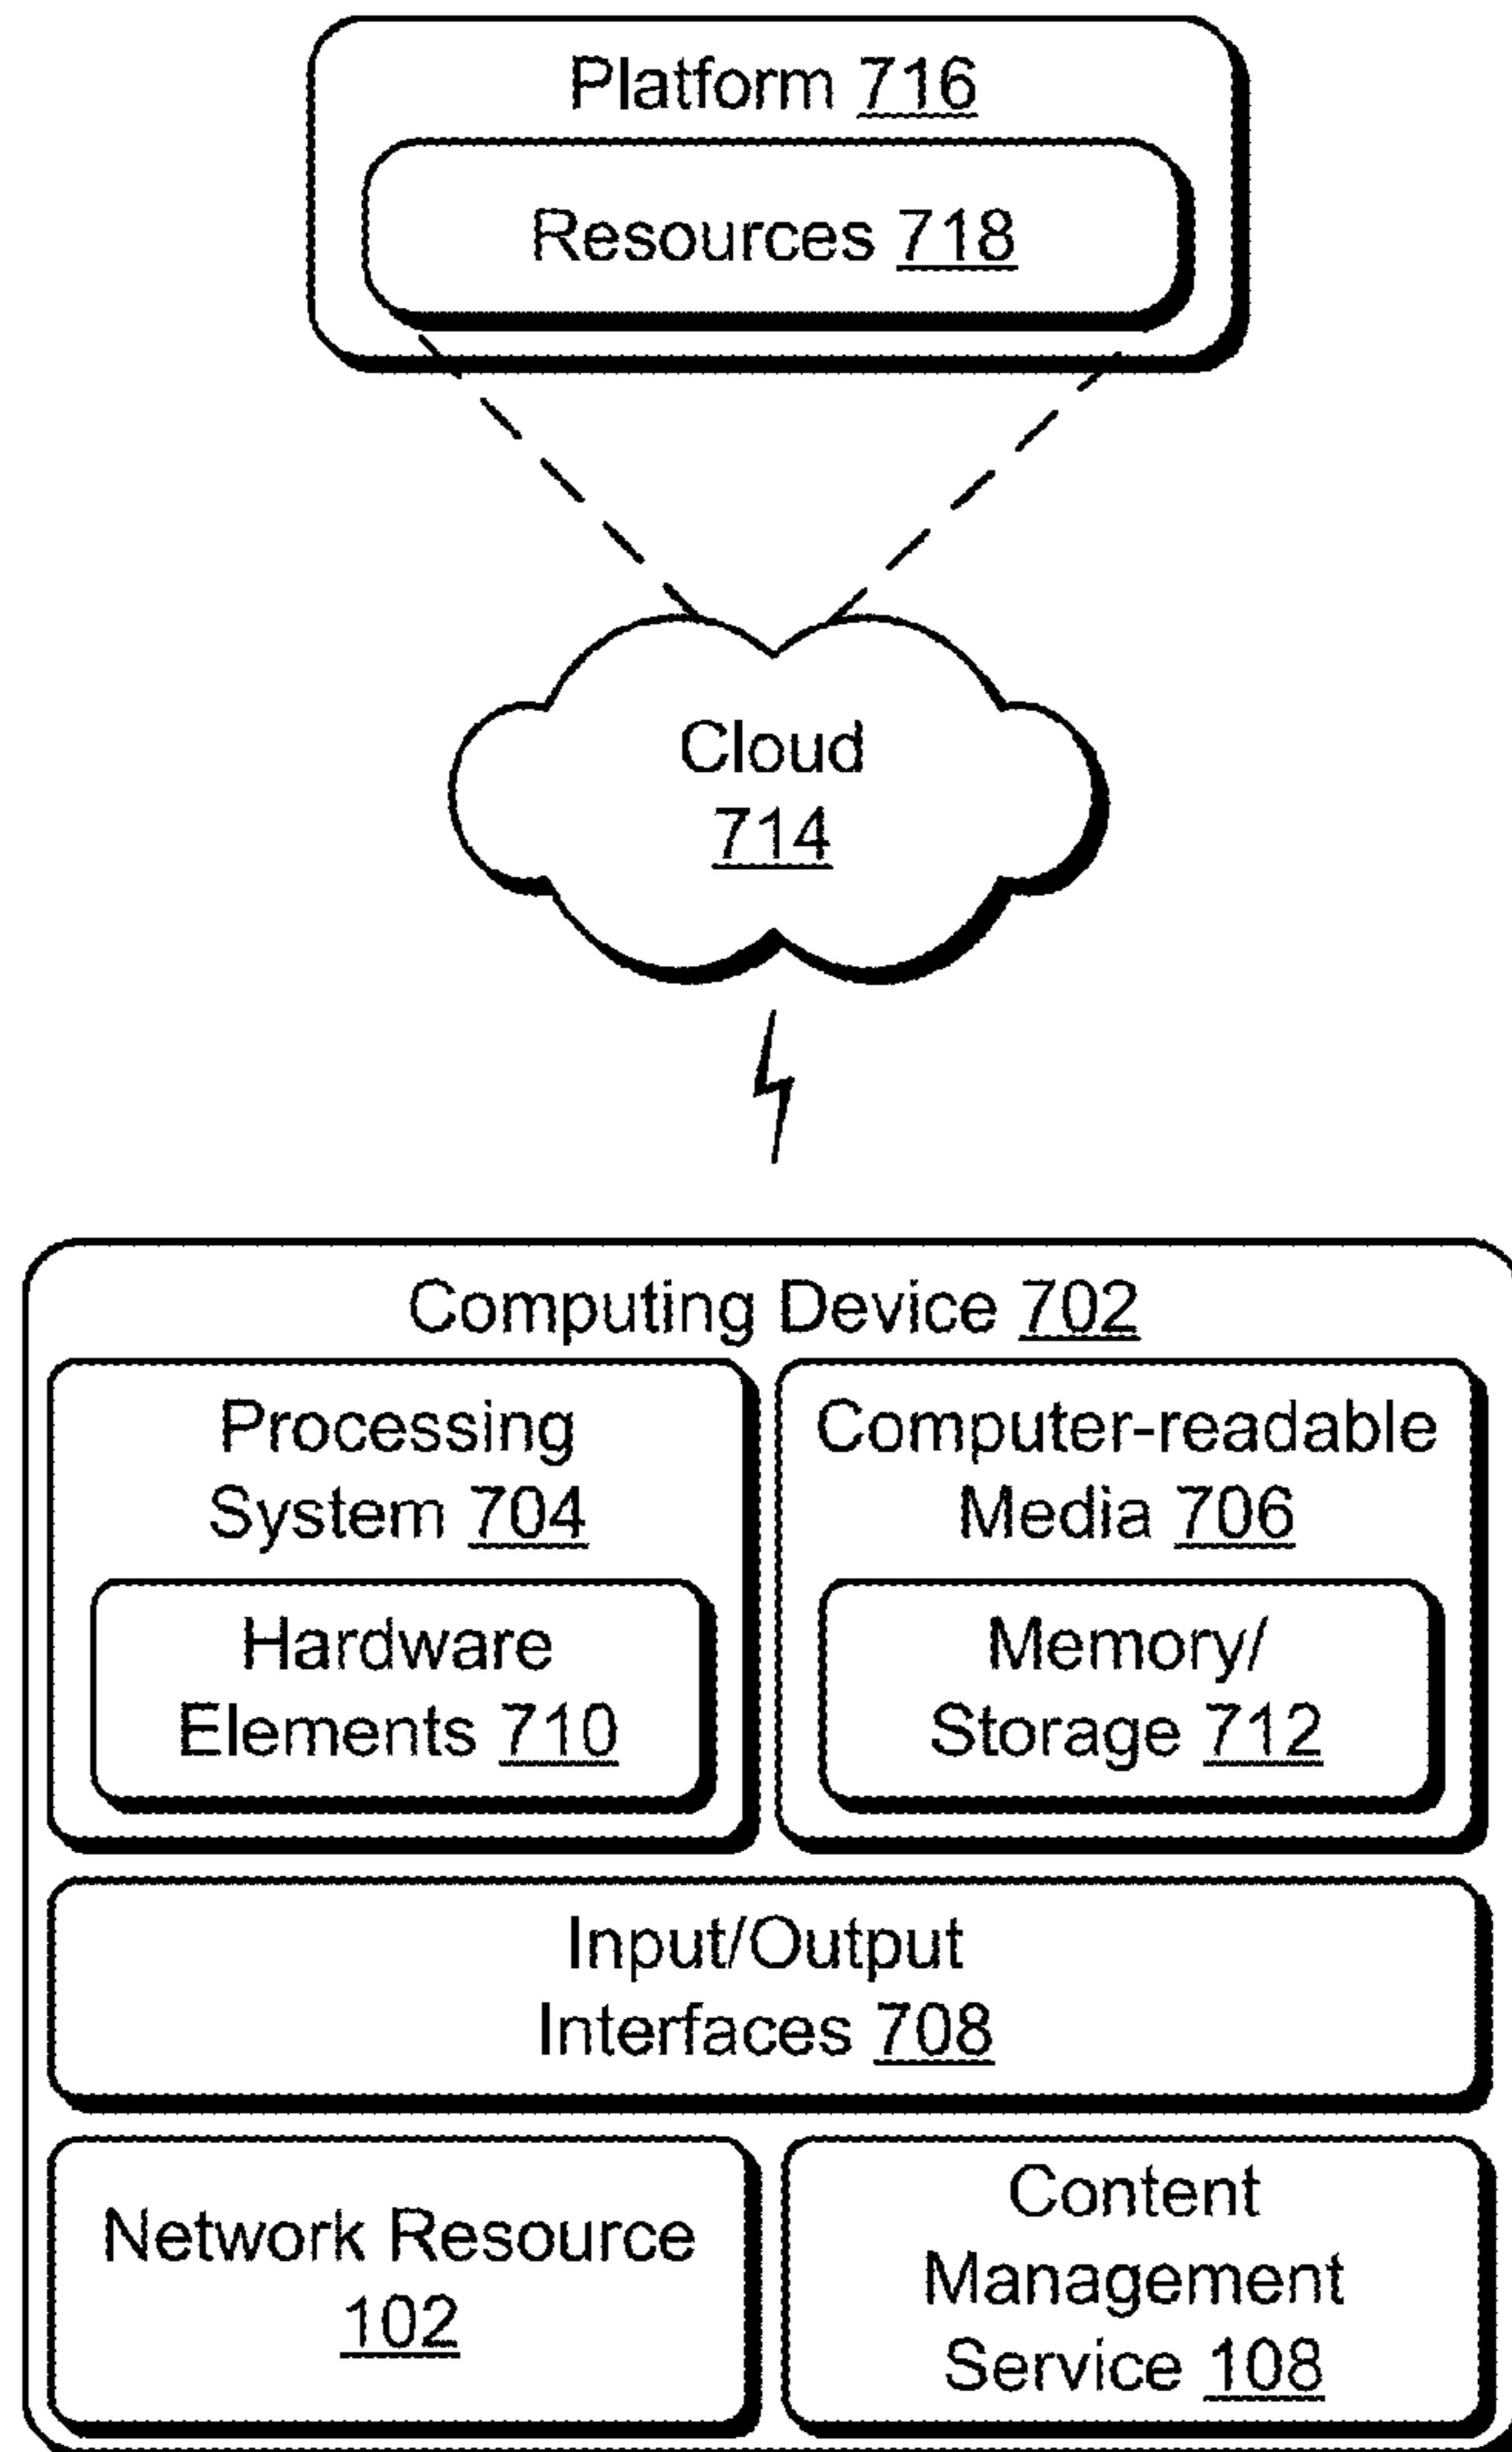 Platform 716
Resources 718
Cloud
714
Computing Device 702
Processing
System 704
Hardware
Elements 710
Computer-readable
Media 706
Memory/
Storage 712
Input/Output
Interfaces 708
Network Resource
102
Content
Management
Service 108